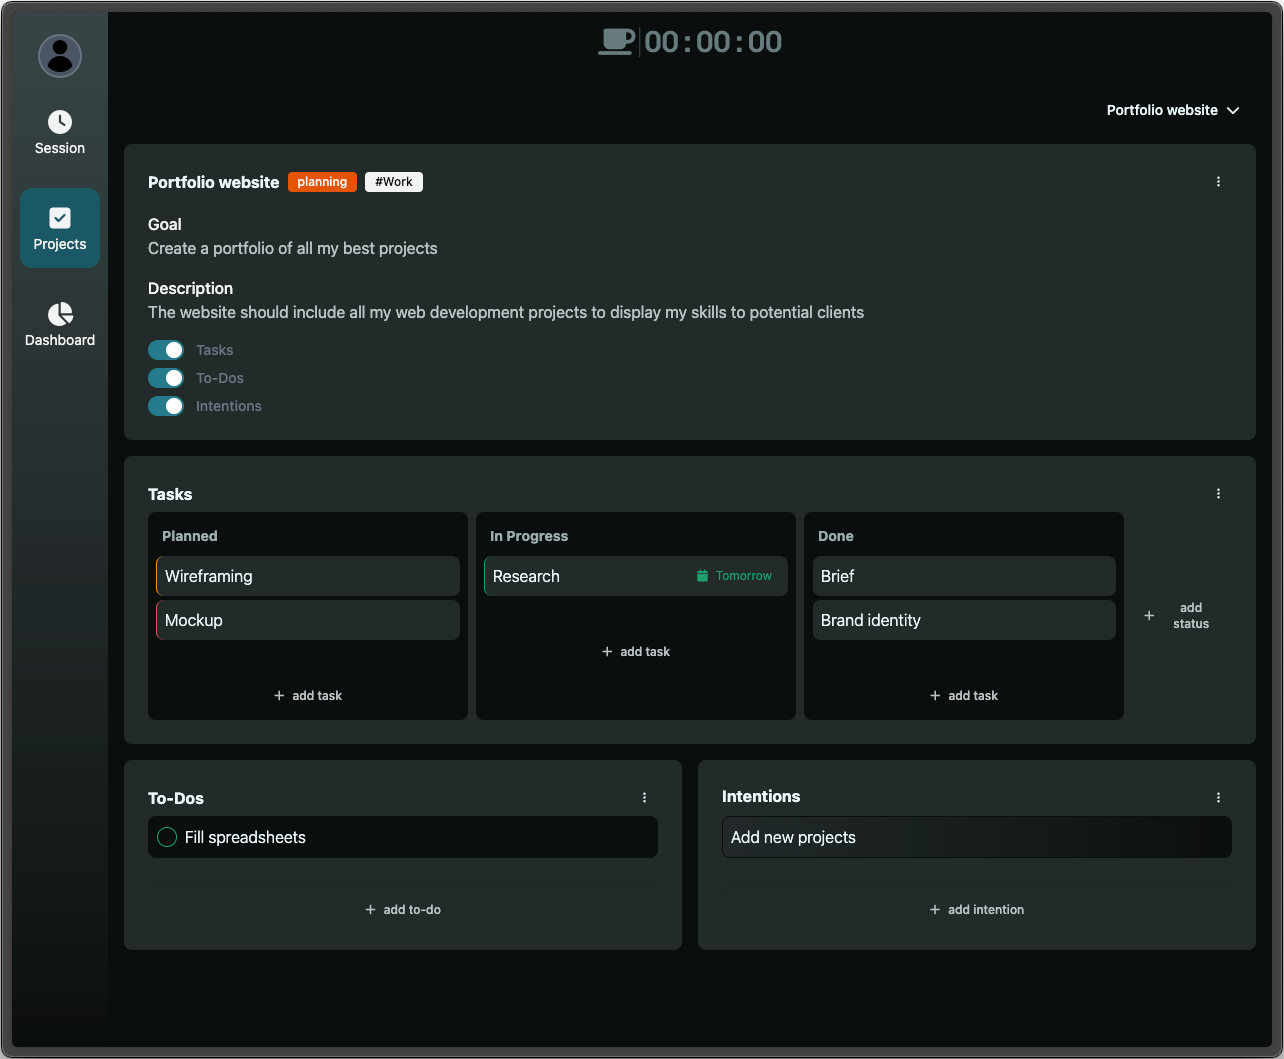 00:00:00
Session
Projects
Dashboard
Portfolio website
Portfolio website planning #Work
Goal
Create a portfolio of all my best projects
Description
The website should include all my web development projects to display my skills to potential clients
Tasks
To-Dos
Intentions
Tasks
Planned
Wireframing
Mockup
+ add task
In Progress
Research Tomorrow
+ add task
Done
Brief
Brand identity
+ add task
+ add
status
To-Dos
Fill spreadsheets
+ add to-do
Intentions
Add new projects
+ add intention